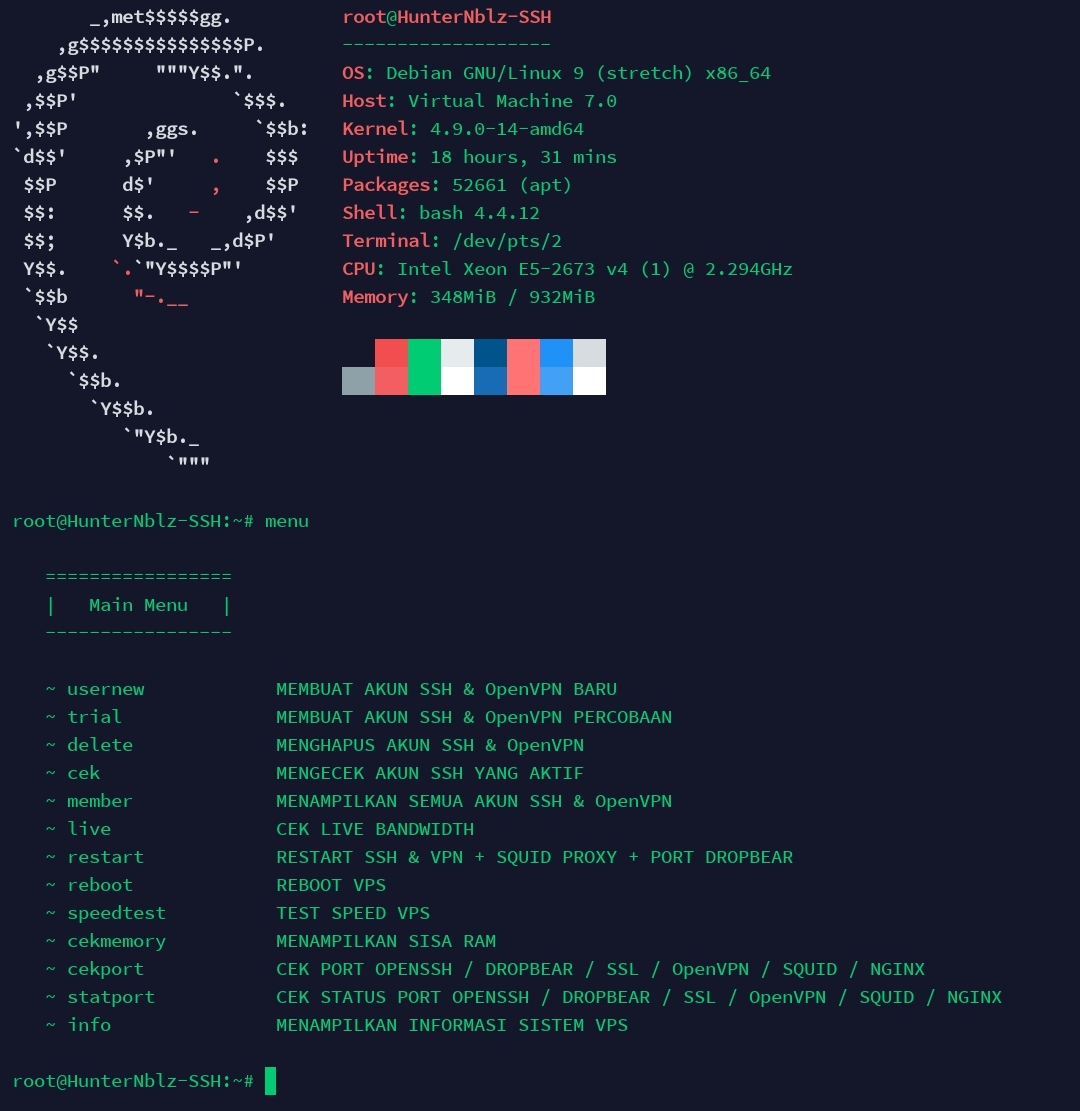 _,met$$$$$gg.
    ,g$$$$$$$$$$$$$$$P.
  ,g$$P"     """Y$$.".
 ,$$P'              `$$$.
',$$P       ,ggs.     `$$b:
`d$$'     ,$P"'   .    $$$
 $$P      d$'     ,    $$P
 $$:      $$.   -    ,d$$'
 $$;      Y$b._   _,d$P'
 Y$$.    `.`"Y$$$$P"'
 `$$b      "-.__
  `Y$$
   `Y$$.
     `$$b.
       `Y$$b.
          `"Y$b._
              `"""
root@HunterNblz-SSH
-------------------
OS: Debian GNU/Linux 9 (stretch) x86_64
Host: Virtual Machine 7.0
Kernel: 4.9.0-14-amd64
Uptime: 18 hours, 31 mins
Packages: 52661 (apt)
Shell: bash 4.4.12
Terminal: /dev/pts/2
CPU: Intel Xeon E5-2673 v4 (1) @ 2.294GHz
Memory: 348MiB / 932MiB
root@HunterNblz-SSH:~# menu
=================
|   Main Menu   |
-----------------
~ usernew            MEMBUAT AKUN SSH & OpenVPN BARU
~ trial              MEMBUAT AKUN SSH & OpenVPN PERCOBAAN
~ delete             MENGHAPUS AKUN SSH & OpenVPN
~ cek                MENGECEK AKUN SSH YANG AKTIF
~ member             MENAMPILKAN SEMUA AKUN SSH & OpenVPN
~ live               CEK LIVE BANDWIDTH
~ restart            RESTART SSH & VPN + SQUID PROXY + PORT DROPBEAR
~ reboot             REBOOT VPS
~ speedtest          TEST SPEED VPS
~ cekmemory          MENAMPILKAN SISA RAM
~ cekport            CEK PORT OPENSSH / DROPBEAR / SSL / OpenVPN / SQUID / NGINX
~ statport           CEK STATUS PORT OPENSSH / DROPBEAR / SSL / OpenVPN / SQUID / NGINX
~ info               MENAMPILKAN INFORMASI SISTEM VPS
root@HunterNblz-SSH:~#